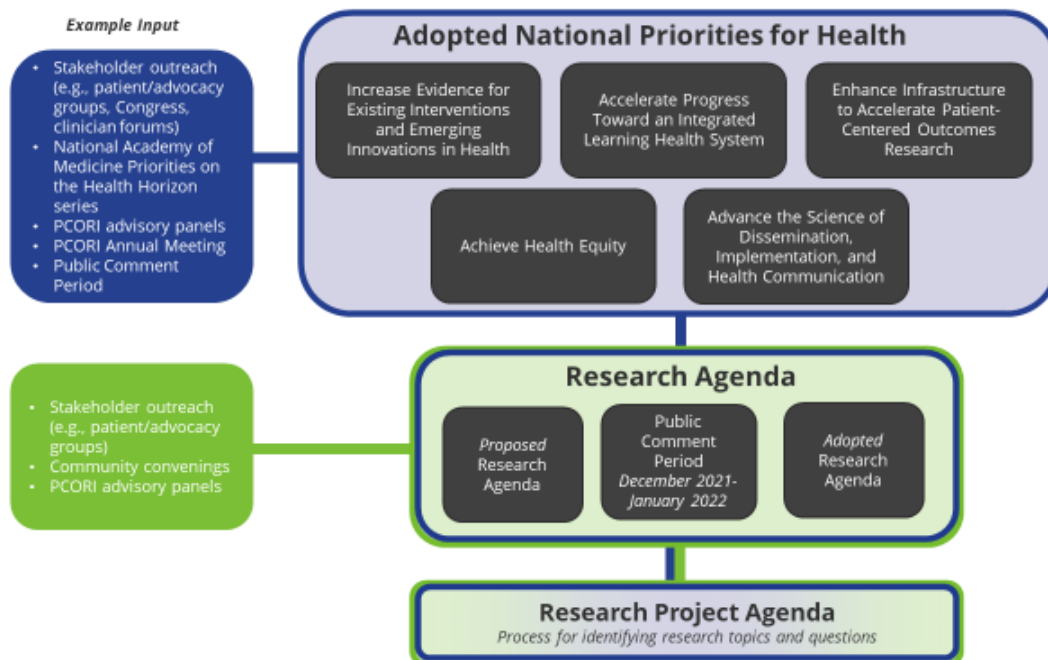 Example Input
• Stakeholder outreach
(e.g., patient/advocacy
groups, Congress,
clinician forums)
• National Academy of
Medicine Priorities on
the Health Horizon
series
• PCORI advisory panels
• PCORI Annual Meeting
• Public Comment
Period
Adopted National Priorities for Health
Increase Evidence for
Existing Interventions
and Emerging
Innovations in Health
Accelerate Progress
Toward an Integrated
Learning Health System
Enhance Infrastructure
to Accelerate Patient-
Centered Outcomes
Research
Achieve Health Equity
Advance the Science of
Dissemination,
Implementation, and
Health Communication
• Stakeholder outreach
(e.g., patient/advocacy
groups)
• Community convenings
• PCORI advisory panels
Research Agenda
Proposed
Research
Agenda
Public
Comment
Period
December 2021-
January 2022
Adopted
Research
Agenda
Research Project Agenda
Process for identifying research topics and questions